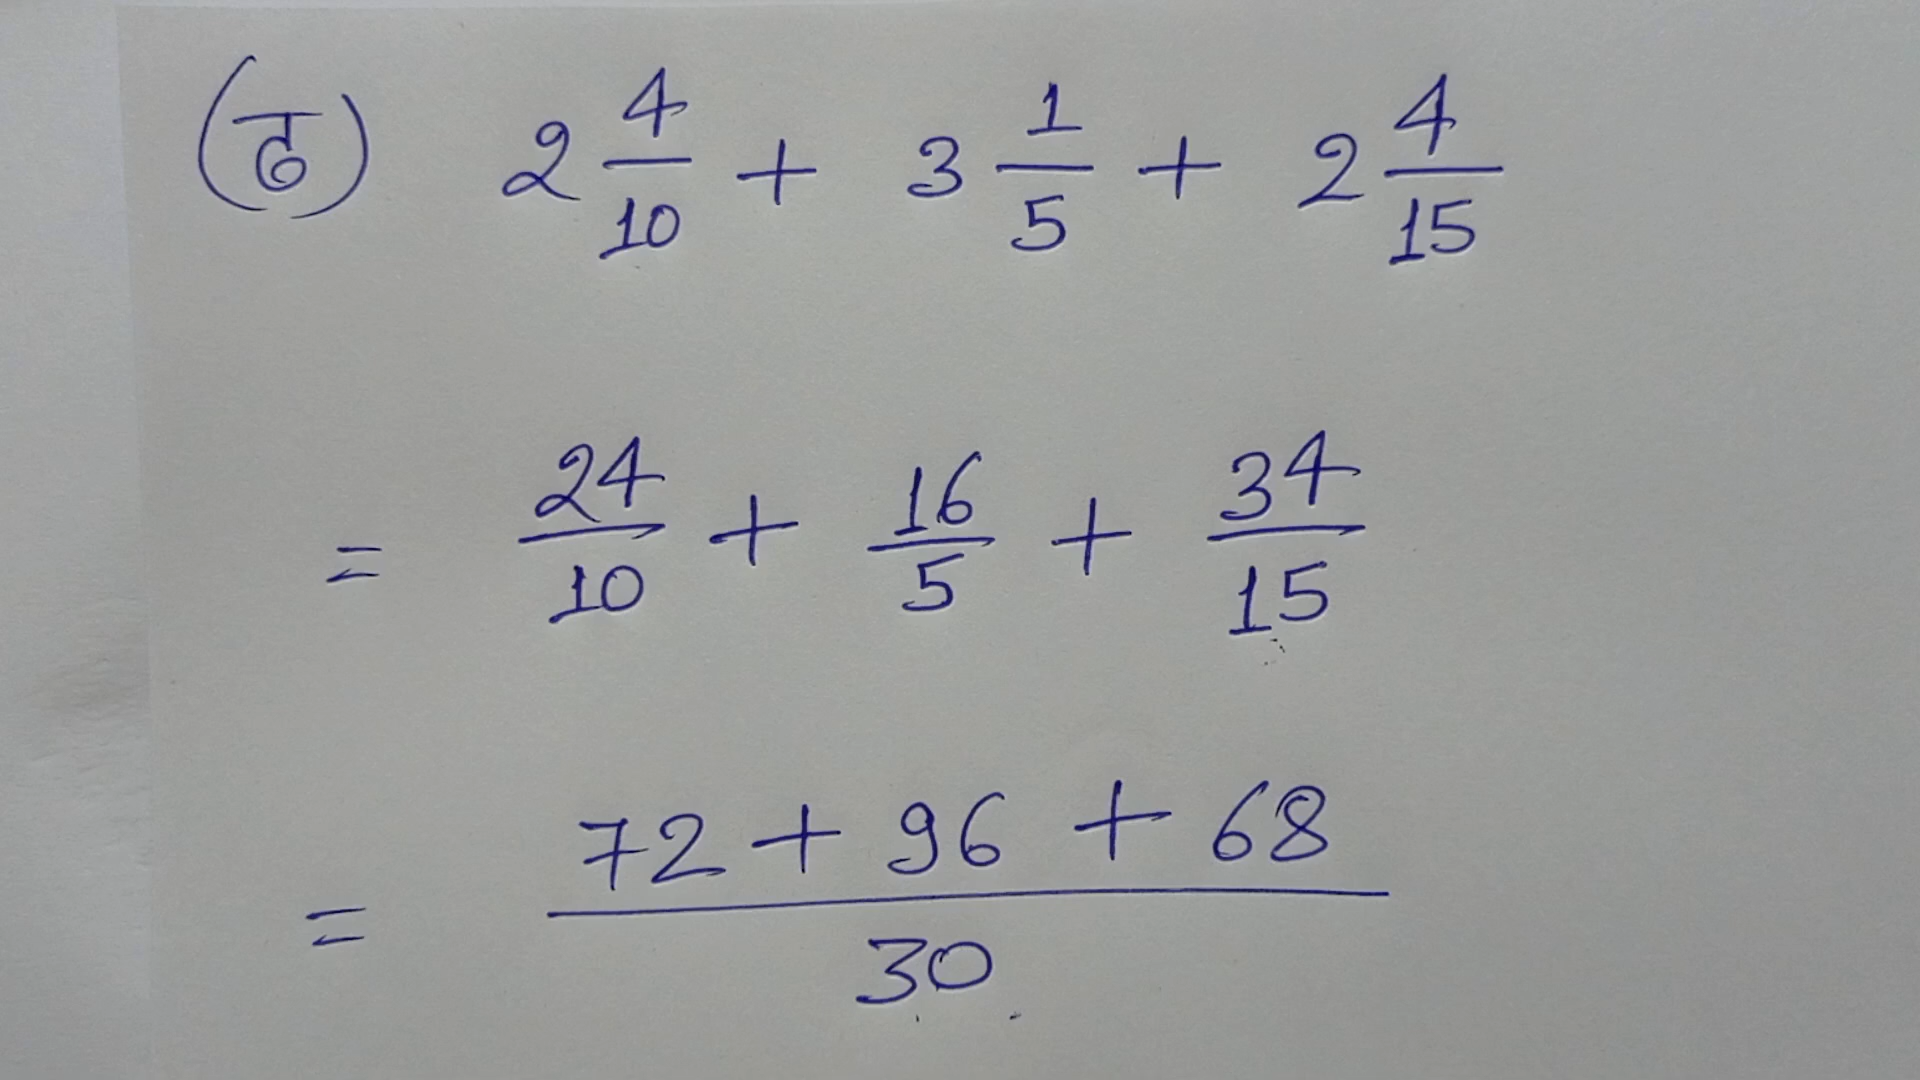 (ढ) 2 4/10 + 3 1/5 + 2 4/15
= 24/10 + 16/5 + 34/15
= 72 + 96 + 68 / 30